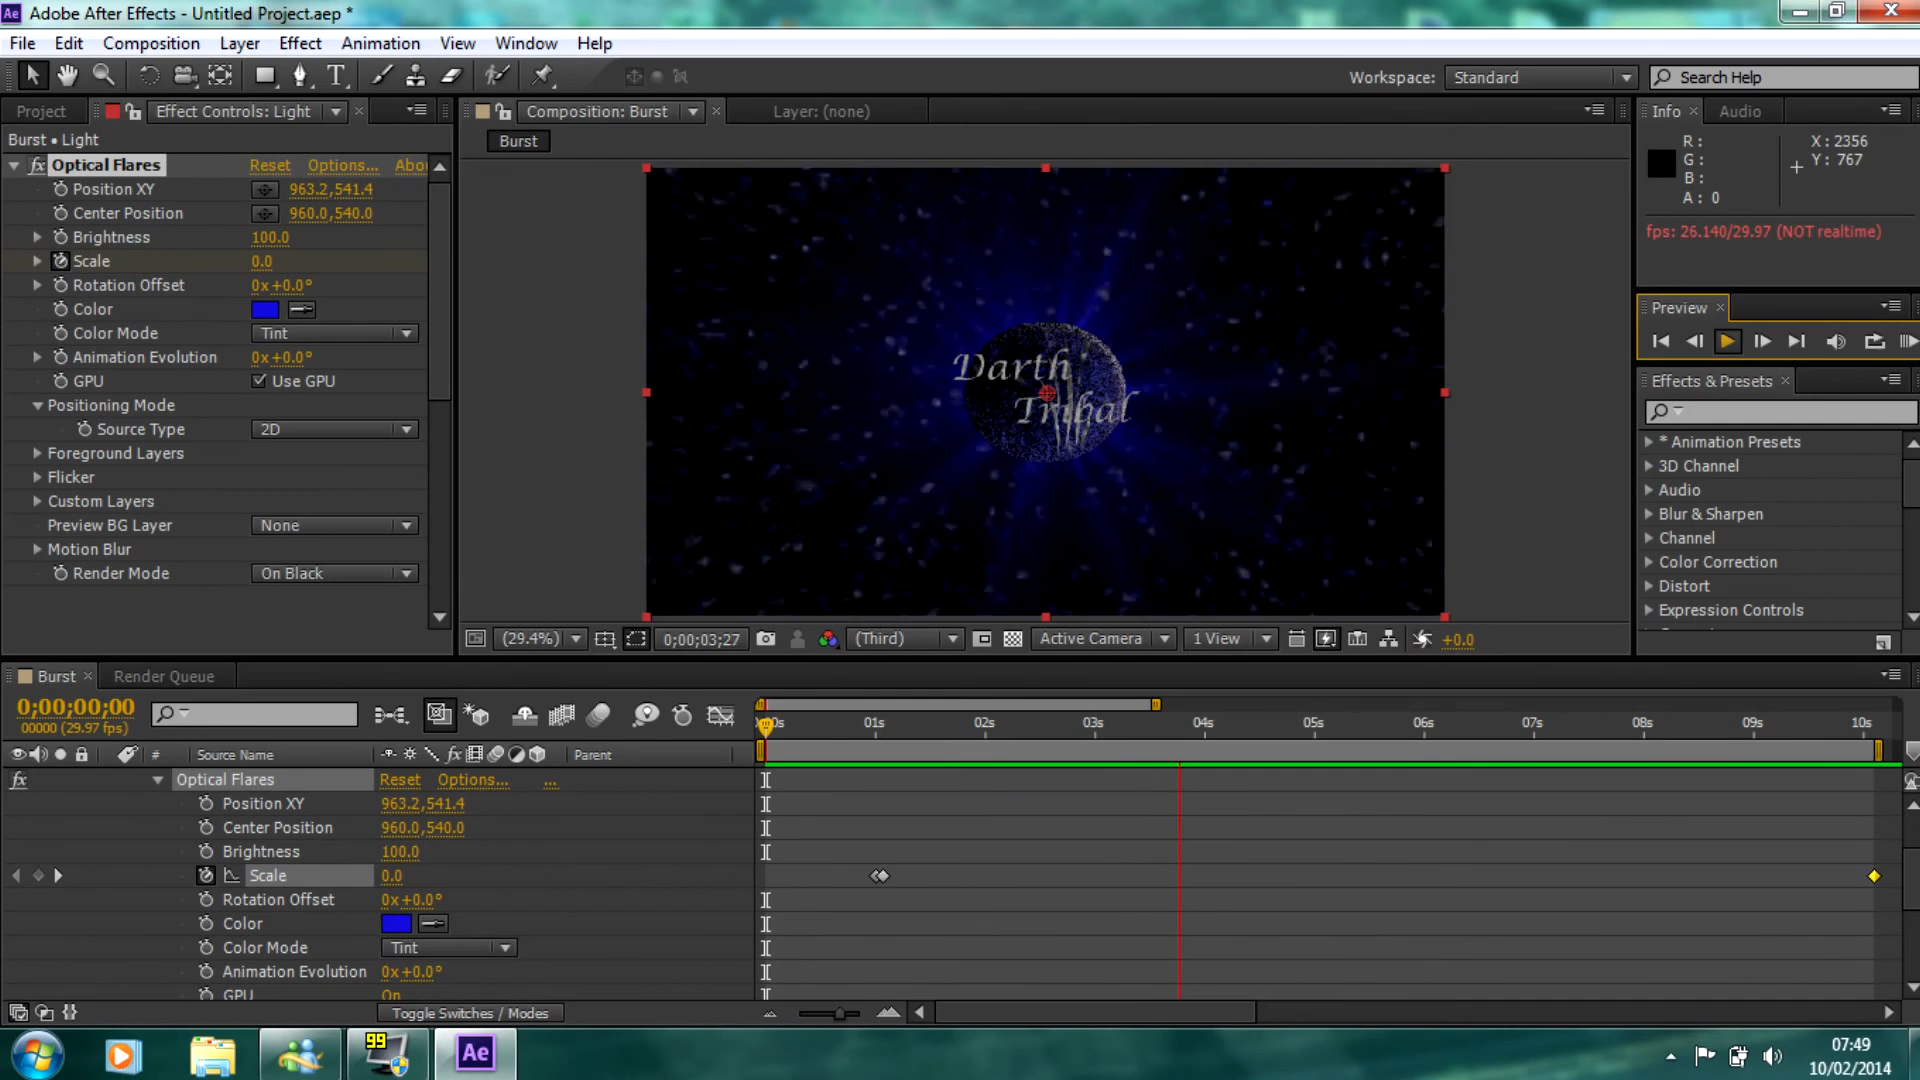 Adobe After Effects - Untitled Project.aep *
File Edit Composition Layer Effect Animation View Window Help
Workspace: Standard Search Help
Project Effect Controls: Light Composition: Burst Layer: (none) Info Audio
Burst • Light
Burst
fx Optical Flares Reset Options... Abou
Position XY 963.2,541.4
Center Position 960.0,540.0
Brightness 100.0
Scale 0.0
Rotation Offset 0x+0.0°
Color
Color Mode Tint
Animation Evolution 0x+0.0°
GPU Use GPU
Positioning Mode
Source Type 2D
Foreground Layers
Flicker
Custom Layers
Preview BG Layer None
Motion Blur
Render Mode On Black
Darth
Tribal
(29.4%) 0;00;03;27 (Third) Active Camera 1 View +0.0
R: X: 2356
G: Y: 767
B:
A: 0
fps: 26.140/29.97 (NOT realtime)
Preview
Effects & Presets
* Animation Presets
3D Channel
Audio
Blur & Sharpen
Channel
Color Correction
Distort
Expression Controls
Burst Render Queue
0;00;00;00
00000 (29.97 fps)
01s 02s 03s 04s 05s 06s 07s 08s 09s 10s
# Source Name fx Parent
fx Optical Flares Reset Options... ...
Position XY 963.2,541.4
Center Position 960.0,540.0
Brightness 100.0
Scale 0.0
Rotation Offset 0x+0.0°
Color
Color Mode Tint
Animation Evolution 0x+0.0°
GPU On
Toggle Switches / Modes
99
Ae
07:49
10/02/2014